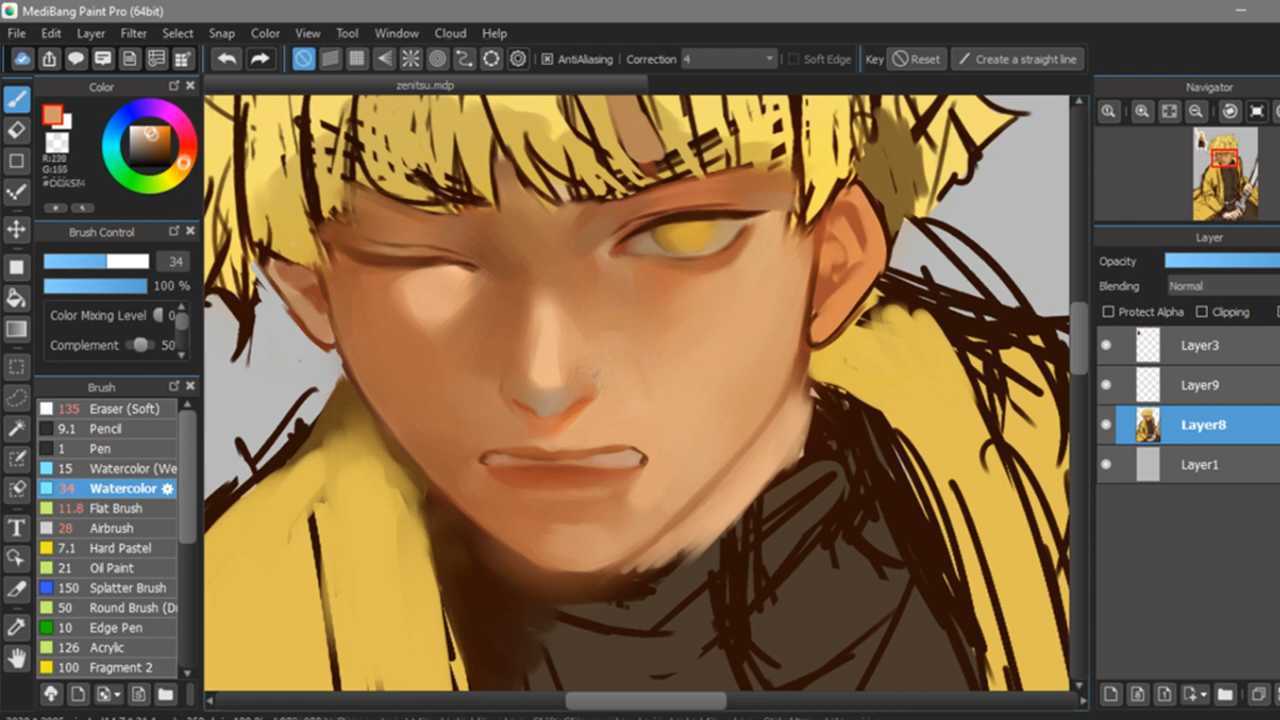 MediBang Paint Pro (64bit)
File Edit Layer Filter Select Snap Color View Tool Window Cloud Help
AntiAliasing Correction 4 Soft Edge Key Reset Create a straight line
zenitsu.mdp
Color
R:230
Brush Control
34
100 %
Color Mixing Level 0
Complement 50
Brush
135 Eraser (Soft)
9.1 Pencil
1 Pen
15 Watercolor (We
34 Watercolor
11.8 Flat Brush
28 Airbrush
7.1 Hard Pastel
21 Oil Paint
150 Splatter Brush
50 Round Brush (D
10 Edge Pen
126 Acrylic
100 Fragment 2
Navigator
Layer
Opacity
Blending Normal
Protect Alpha Clipping
Layer3
Layer9
Layer8
Layer1